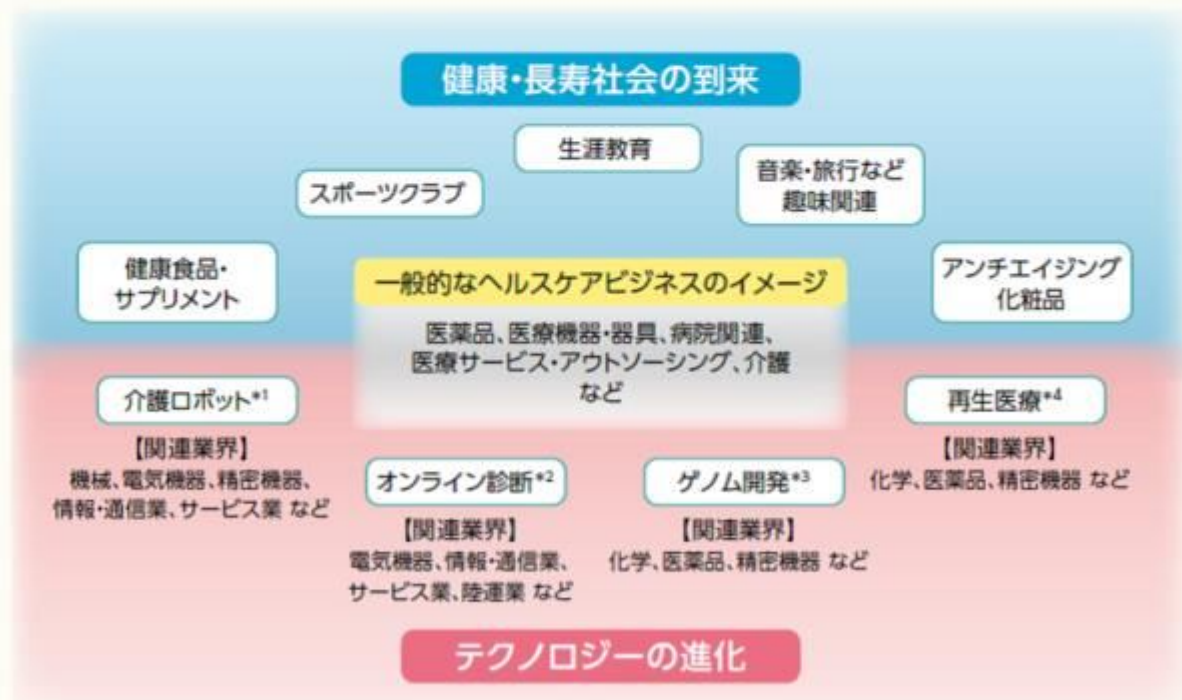 健康・長寿社会の到来
生涯教育
スポーツクラブ
音楽・旅行など
趣味関連
健康食品・
サプリメント
一般的なヘルスケアビジネスのイメージ
医薬品、医療機器・器具、病院関連、
医療サービス・アウトソーシング、介護
など
アンチエイジング
化粧品
介護ロボット*1
【関連業界】
機械、電気機器、精密機器、
情報・通信業、サービス業 など
オンライン診断*2
【関連業界】
電気機器、情報・通信業、
サービス業、陸運業 など
ゲノム開発*3
【関連業界】
化学、医薬品、精密機器 など
再生医療*4
【関連業界】
化学、医薬品、精密機器 など
テクノロジーの進化